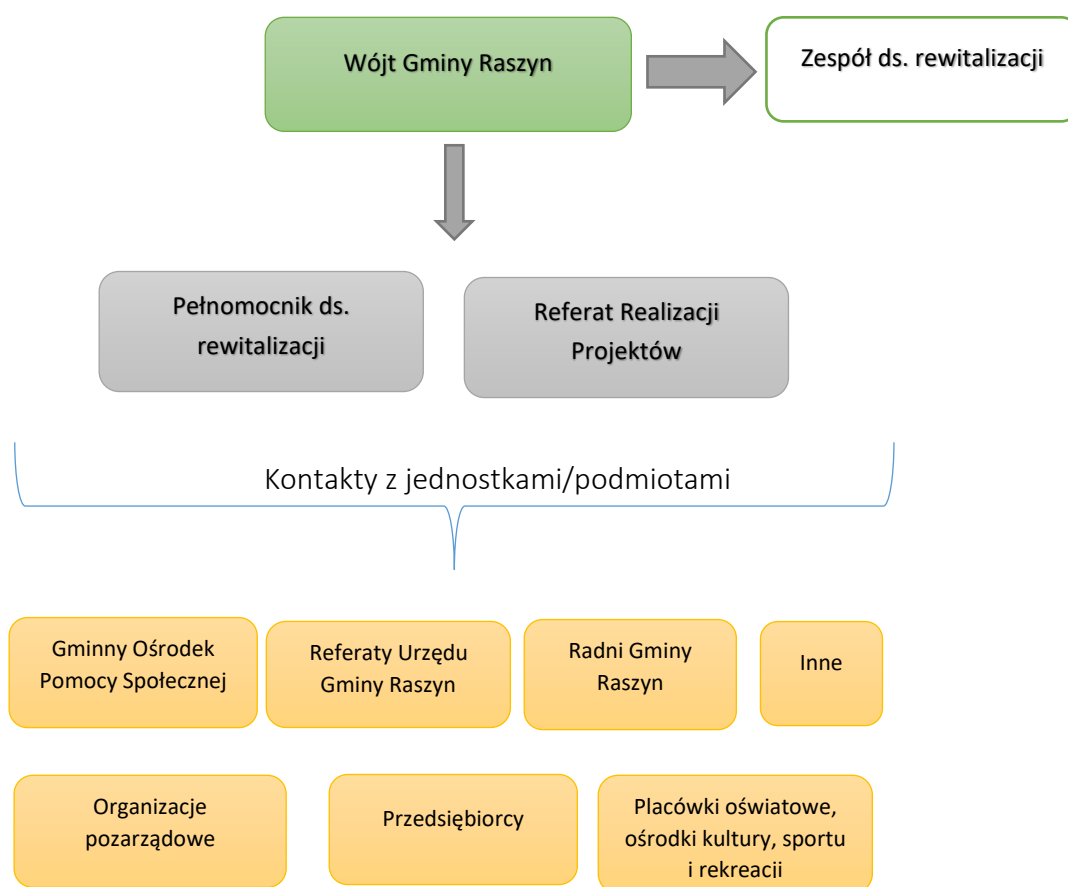 Wójt Gminy Raszyn
Zespół ds. rewitalizacji
Pełnomocnik ds.
rewitalizacji
Referat Realizacji
Projektów
Kontakty z jednostkami/podmiotami
Gminny Ośrodek
Pomocy Społecznej
Referaty Urzędu
Gminy Raszyn
Radni Gminy
Raszyn
Inne
Organizacje
pozarządowe
Przedsiębiorcy
Placówki oświatowe,
ośrodki kultury, sportu
i rekreacji